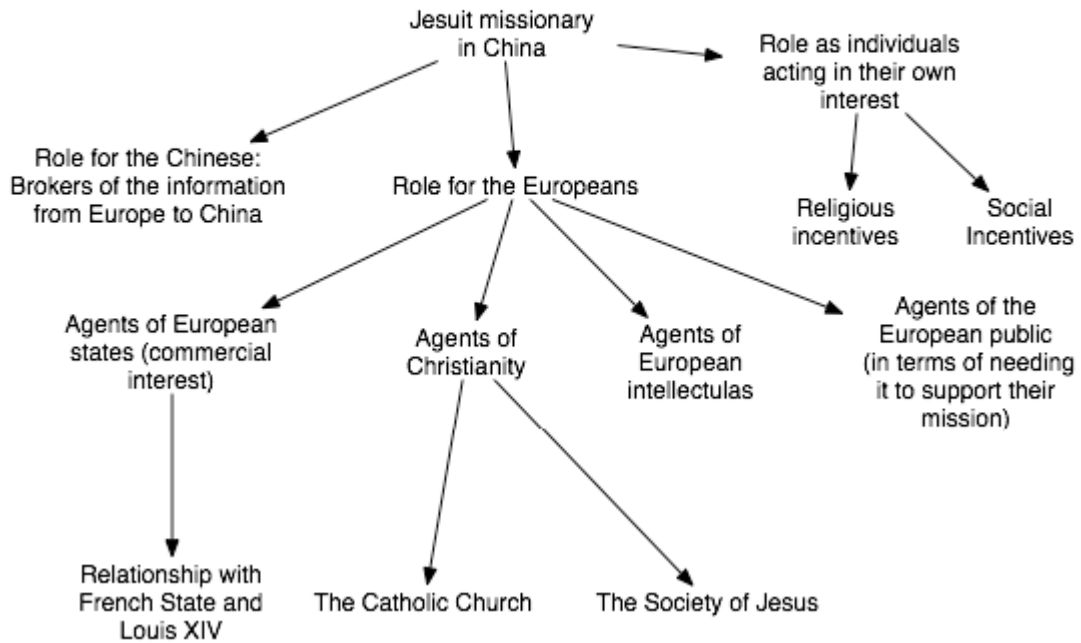 Jesuit missionary
in China
Role as individuals
acting in their own
interest
Role for the Chinese:
Brokers of the information
from Europe to China
Role for the Europeans
Religious
incentives
Social
Incentives
Agents of European
states (commercial
interest)
Agents of
Christianity
Agents of
European
intellectulas
Agents of the
European public
(in terms of needing
it to support their
mission)
Relationship with
French State and
Louis XIV
The Catholic Church
The Society of Jesus